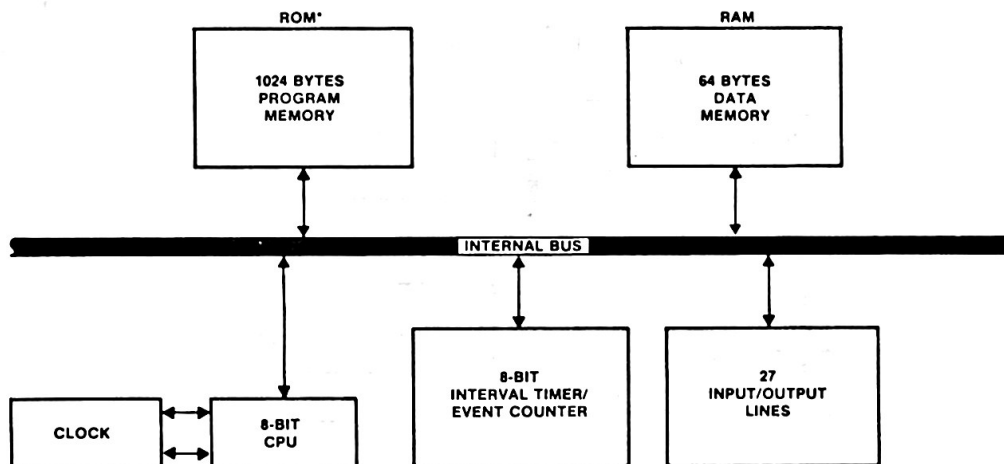 ROM*
RAM
1024 BYTES
PROGRAM
MEMORY
64 BYTES
DATA
MEMORY
INTERNAL BUS
8-BIT
INTERVAL TIMER/
EVENT COUNTER
27
INPUT/OUTPUT
LINES
CLOCK
8-BIT
CPU